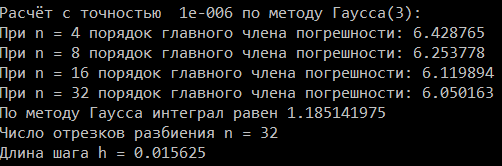 Расчёт с точностью  1e-006 по методу Гаусса(3):
При n = 4 порядок главного члена погрешности: 6.428765
При n = 8 порядок главного члена погрешности: 6.253778
При n = 16 порядок главного члена погрешности: 6.119894
При n = 32 порядок главного члена погрешности: 6.050163
По методу Гаусса интеграл равен 1.185141975
Число отрезков разбиения n = 32
Длина шага h = 0.015625